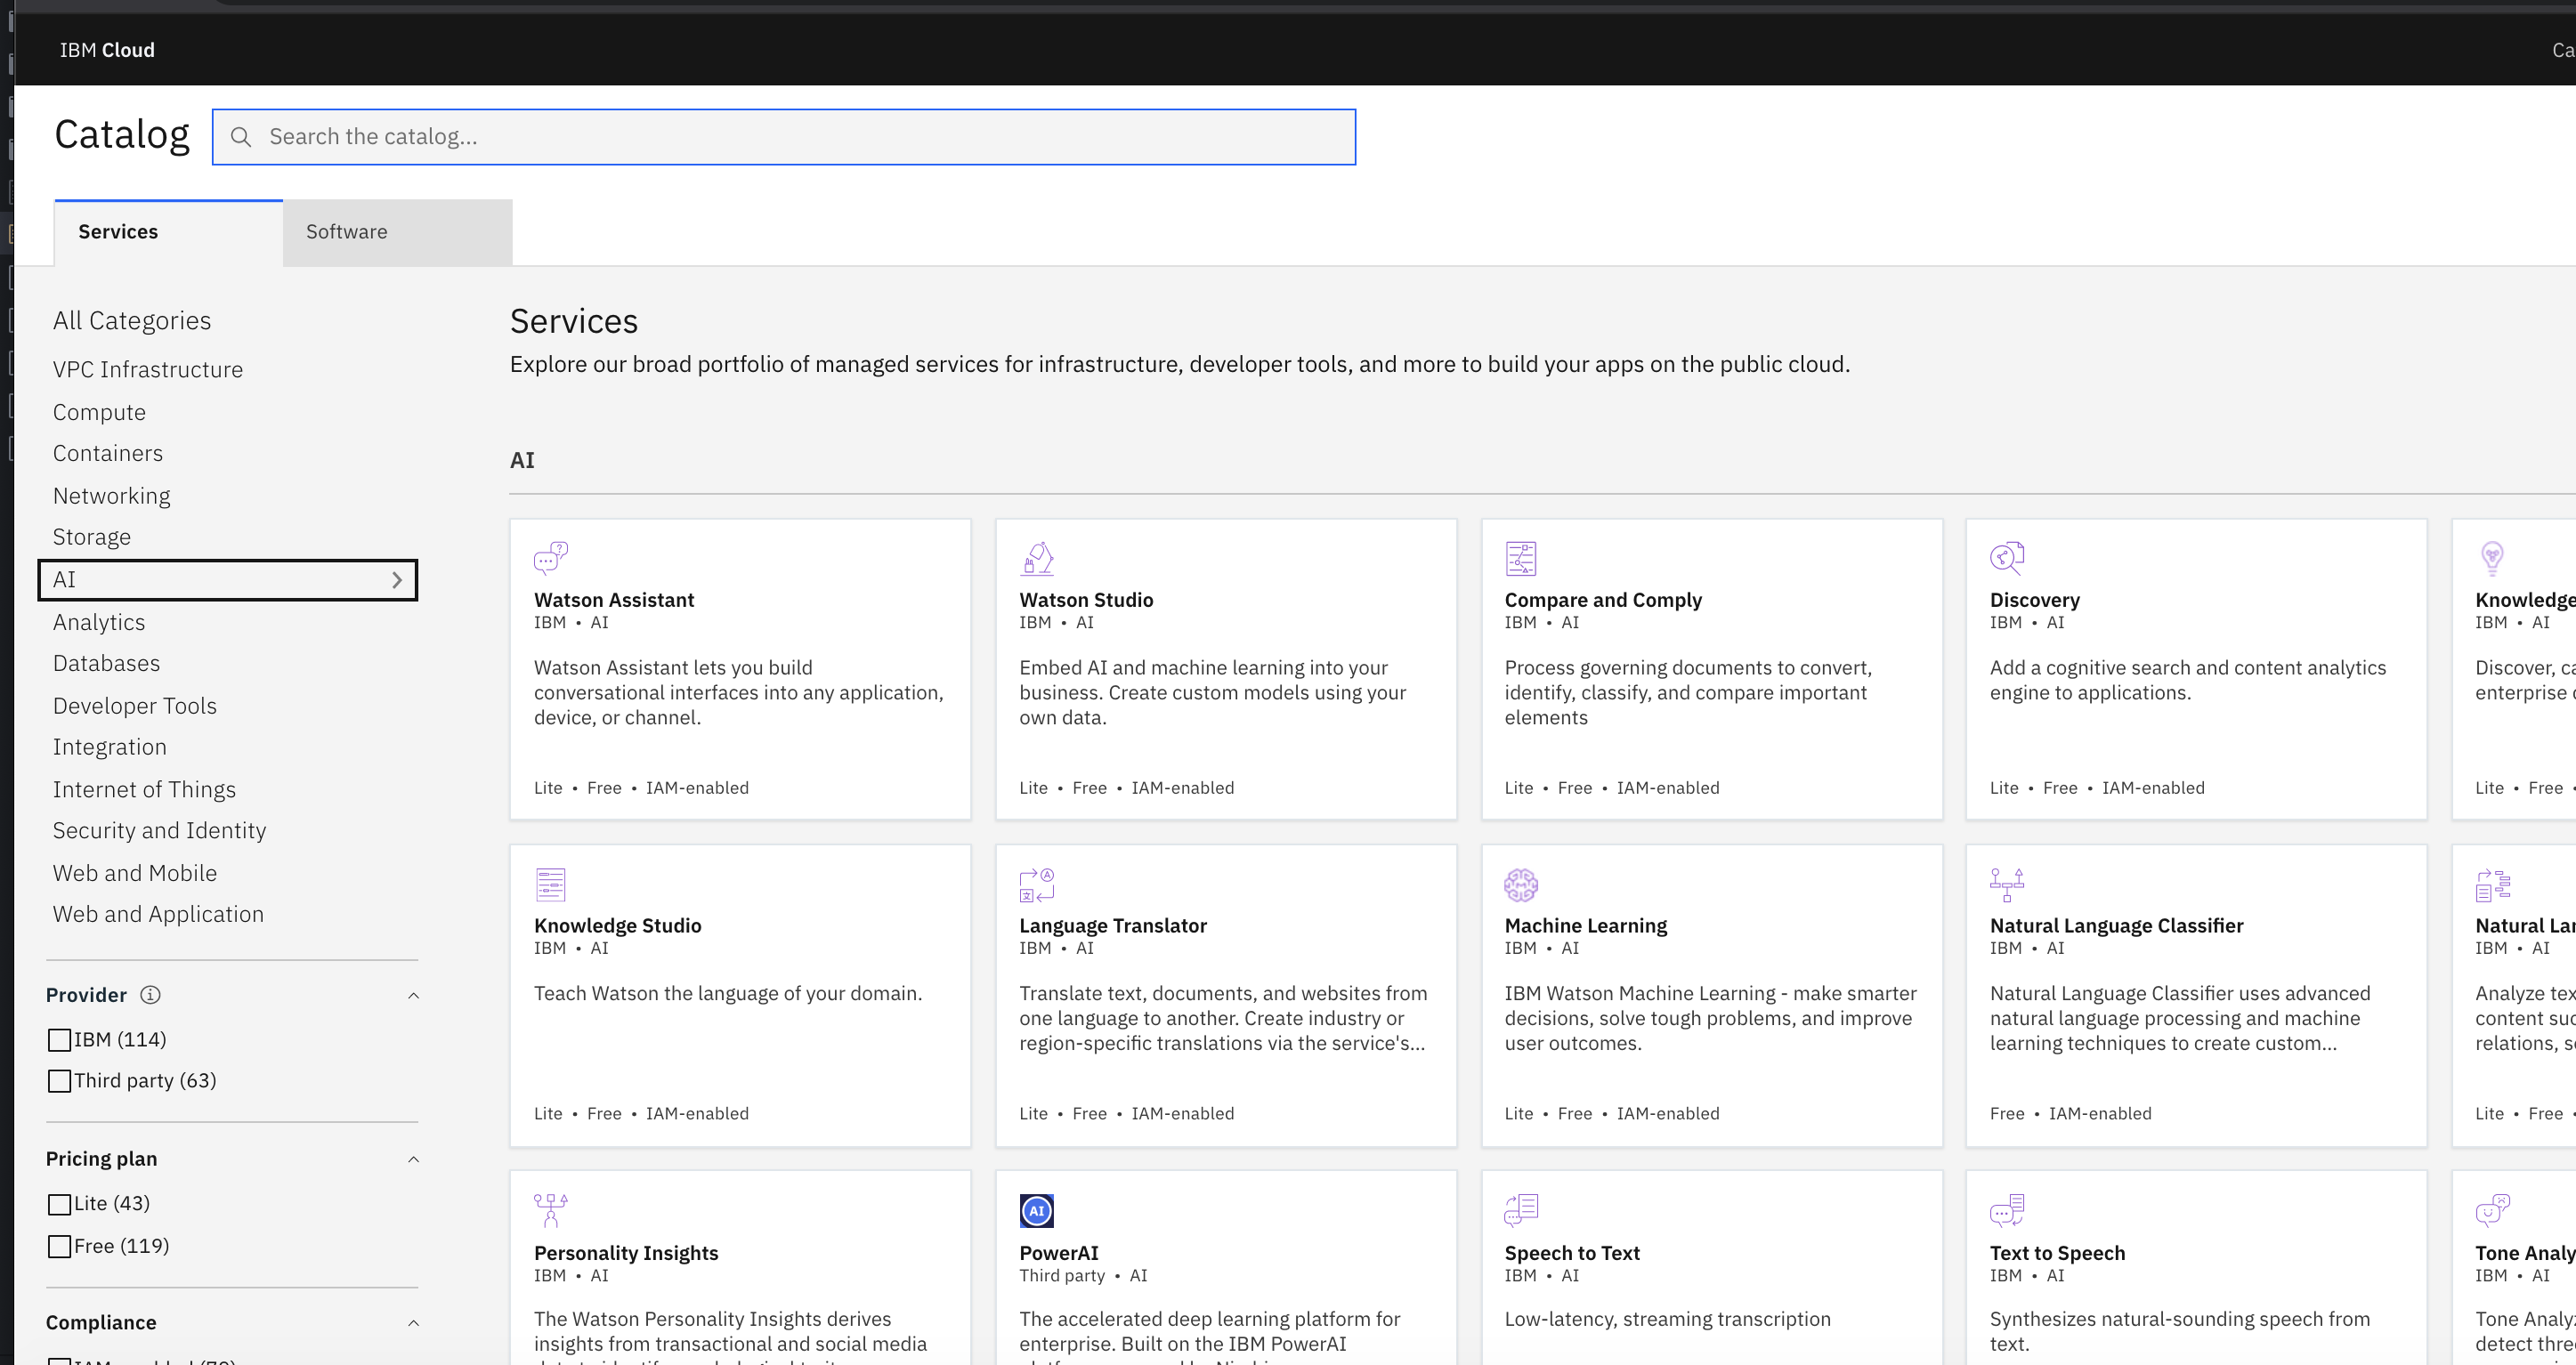 IBM Cloud
Ca
Catalog
Search the catalog...
Services
Software
All Categories
VPC Infrastructure
Compute
Containers
Networking
Storage
AI
Analytics
Databases
Developer Tools
Integration
Internet of Things
Security and Identity
Web and Mobile
Web and Application
Provider
IBM (114)
Third party (63)
Pricing plan
Lite (43)
Free (119)
Compliance
Services
Explore our broad portfolio of managed services for infrastructure, developer tools, and more to build your apps on the public cloud.
AI
Watson Assistant
IBM • AI
Watson Assistant lets you build
conversational interfaces into any application,
device, or channel.
Lite • Free • IAM-enabled
Watson Studio
IBM • AI
Embed AI and machine learning into your
business. Create custom models using your
own data.
Lite • Free • IAM-enabled
Compare and Comply
IBM • AI
Process governing documents to convert,
identify, classify, and compare important
elements
Lite • Free • IAM-enabled
Discovery
IBM • AI
Add a cognitive search and content analytics
engine to applications.
Lite • Free • IAM-enabled
Knowledge
IBM • AI
Discover, ca
enterprise
Lite • Free •
Knowledge Studio
IBM • AI
Teach Watson the language of your domain.
Lite • Free • IAM-enabled
Language Translator
IBM • AI
Translate text, documents, and websites from
one language to another. Create industry or
region-specific translations via the service's...
Lite • Free • IAM-enabled
Machine Learning
IBM • AI
IBM Watson Machine Learning - make smarter
decisions, solve tough problems, and improve
user outcomes.
Lite • Free • IAM-enabled
Natural Language Classifier
IBM • AI
Natural Language Classifier uses advanced
natural language processing and machine
learning techniques to create custom...
Free • IAM-enabled
Natural Lan
IBM • AI
Analyze tex
content suc
relations, s
Lite • Free •
Personality Insights
IBM • AI
The Watson Personality Insights derives
insights from transactional and social media
PowerAI
Third party • AI
The accelerated deep learning platform for
enterprise. Built on the IBM PowerAI
Speech to Text
IBM • AI
Low-latency, streaming transcription
Text to Speech
IBM • AI
Synthesizes natural-sounding speech from
text.
Tone Analy
IBM • AI
Tone Analyz
detect thre